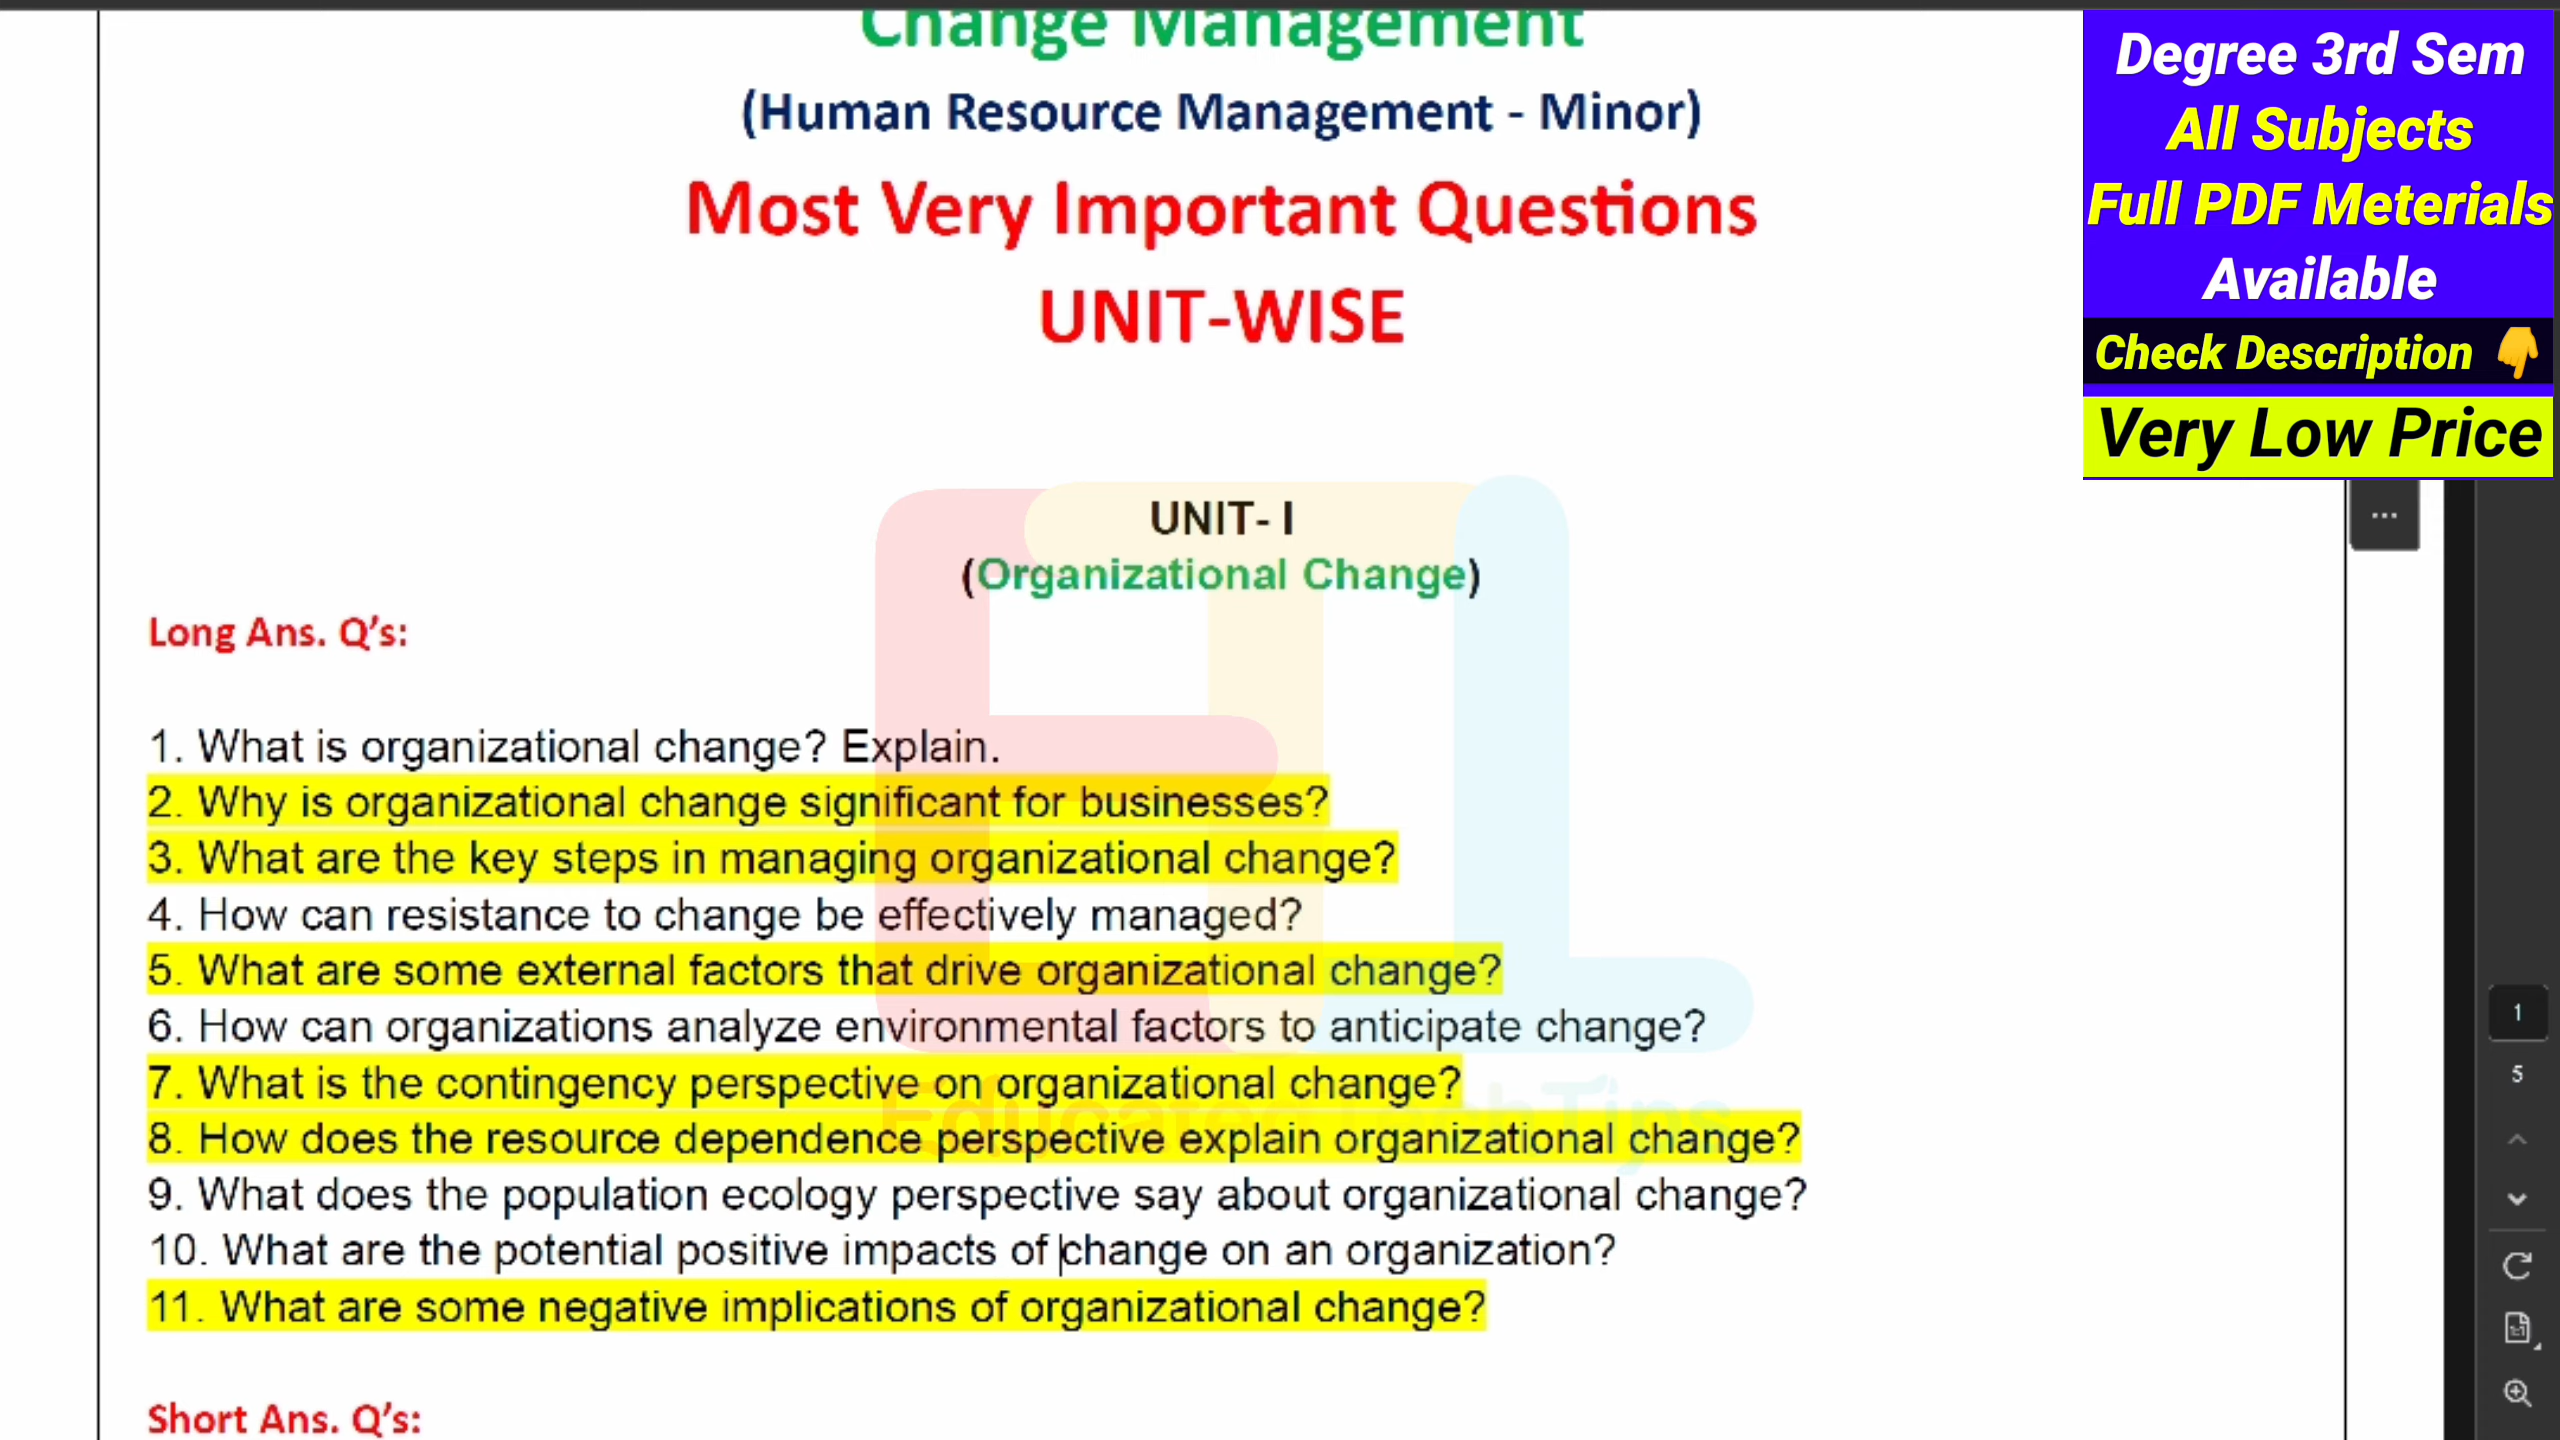 Change Management
(Human Resource Management - Minor)
Most Very Important Questions
UNIT-WISE
Degree 3rd Sem
All Subjects
Full PDF Meterials
Available
Check Description 👇
Very Low Price
UNIT- I
(Organizational Change)
Long Ans. Q's:
1. What is organizational change? Explain.
2. Why is organizational change significant for businesses?
3. What are the key steps in managing organizational change?
4. How can resistance to change be effectively managed?
5. What are some external factors that drive organizational change?
6. How can organizations analyze environmental factors to anticipate change?
7. What is the contingency perspective on organizational change?
8. How does the resource dependence perspective explain organizational change?
9. What does the population ecology perspective say about organizational change?
10. What are the potential positive impacts of change on an organization?
11. What are some negative implications of organizational change?
Short Ans. Q's:
1
5